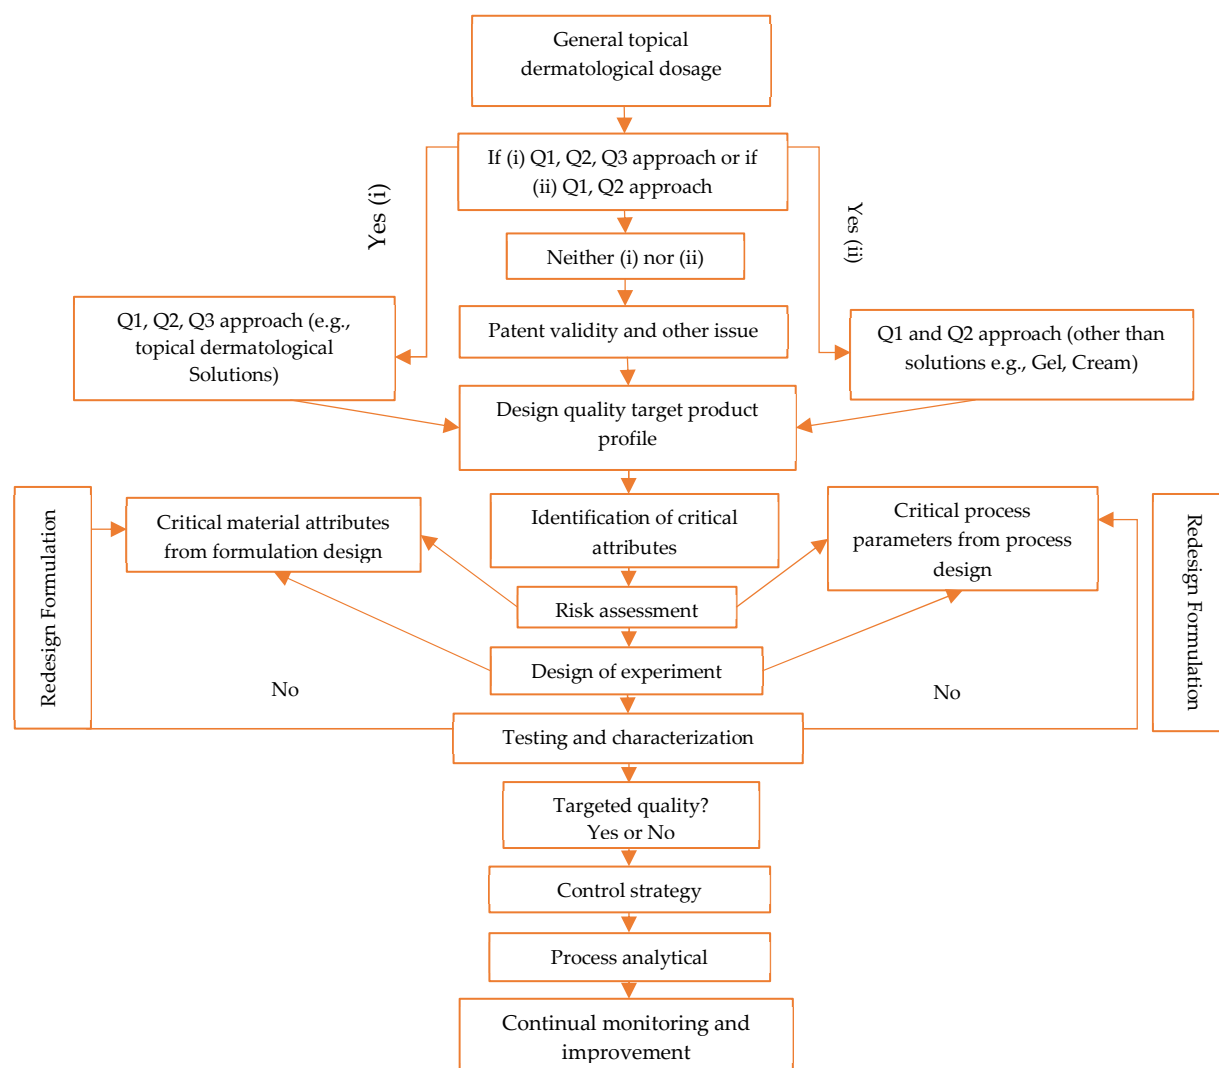 General topical
dermatological dosage
If (i) Q1, Q2, Q3 approach or if
(ii) Q1, Q2 approach
Yes (i)
Yes (ii)
Neither (i) nor (ii)
Q1, Q2, Q3 approach (e.g.,
topical dermatological
Solutions)
Patent validity and other issue
Q1 and Q2 approach (other than
solutions e.g., Gel, Cream)
Design quality target product
profile
Redesign Formulation
Critical material attributes
from formulation design
Identification of critical
attributes
Critical process
parameters from process
design
Redesign Formulation
Risk assessment
Design of experiment
No
No
Testing and characterization
Targeted quality?
Yes or No
Control strategy
Process analytical
Continual monitoring and
improvement